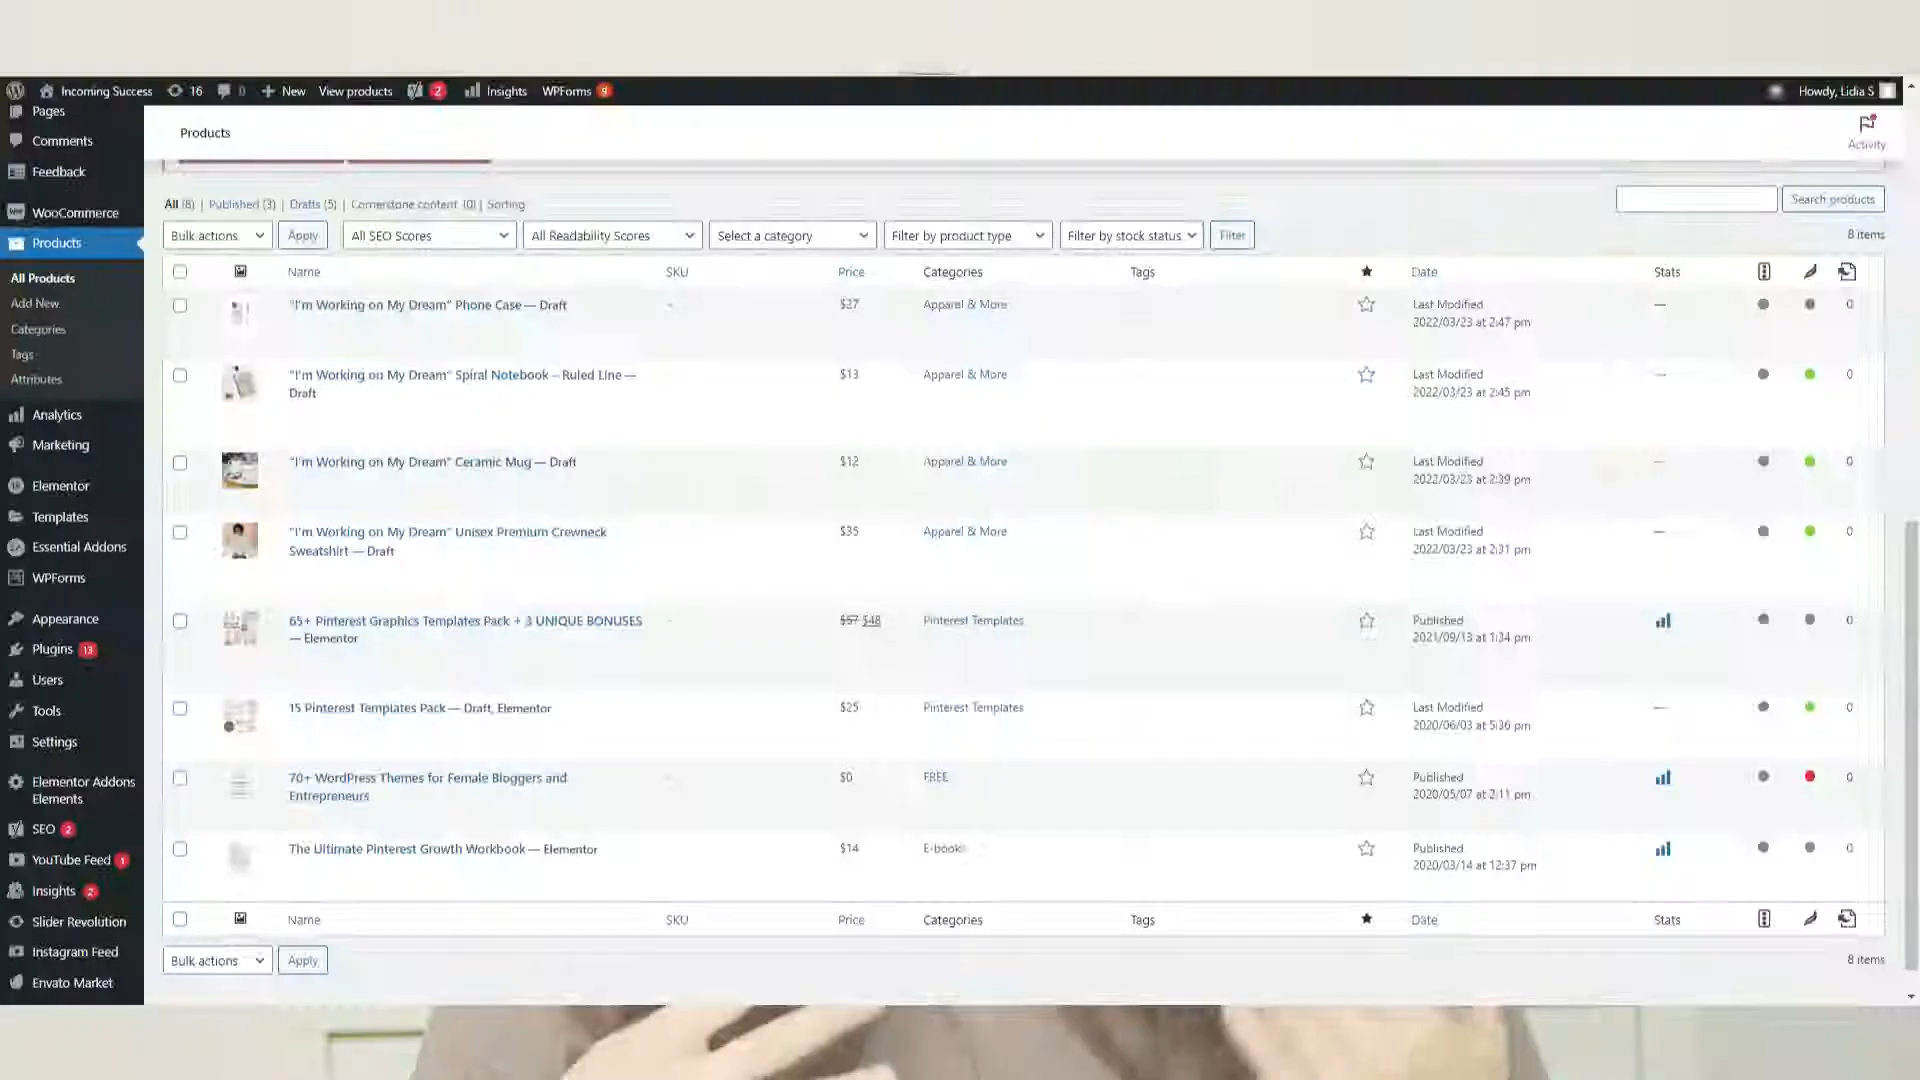 Incoming Success 16 0 New View products 2 Insights WPForms 9 Howdy, Lidia S
Pages
Comments
Feedback
WooCommerce
Products
All Products
Add New
Categories
Tags
Attributes
Analytics
Marketing
Elementor
Templates
Essential Addons
WPForms
Appearance
Plugins 13
Users
Tools
Settings
Elementor Addons
Elements
SEO 2
YouTube Feed 1
Insights 2
Slider Revolution
Instagram Feed
Envato Market
Products
Activity
All (8) | Published (3) | Drafts (5) | Cornerstone content (0) | Sorting
Search products
Bulk actions Apply All SEO Scores All Readability Scores Select a category Filter by product type Filter by stock status Filter
8 items
Name SKU Price Categories Tags Date Stats
"I'm Working on My Dream" Phone Case — Draft $27 Apparel & More Last Modified — 0
2022/03/23 at 2:47 pm
"I'm Working on My Dream" Spiral Notebook – Ruled Line — $13 Apparel & More Last Modified — 0
Draft 2022/03/23 at 2:45 pm
"I'm Working on My Dream" Ceramic Mug — Draft $12 Apparel & More Last Modified — 0
2022/03/23 at 2:39 pm
"I'm Working on My Dream" Unisex Premium Crewneck $35 Apparel & More Last Modified — 0
Sweatshirt — Draft 2022/03/23 at 2:31 pm
65+ Pinterest Graphics Templates Pack + 3 UNIQUE BONUSES $57 $48 Pinterest Templates Published 0
— Elementor 2021/09/13 at 1:34 pm
15 Pinterest Templates Pack — Draft, Elementor $25 Pinterest Templates Last Modified — 0
2020/06/03 at 5:36 pm
70+ WordPress Themes for Female Bloggers and $0 FREE Published 0
Entrepreneurs 2020/05/07 at 2:11 pm
The Ultimate Pinterest Growth Workbook — Elementor $14 E-books Published 0
2020/03/14 at 12:37 pm
Name SKU Price Categories Tags Date Stats
Bulk actions Apply 8 items